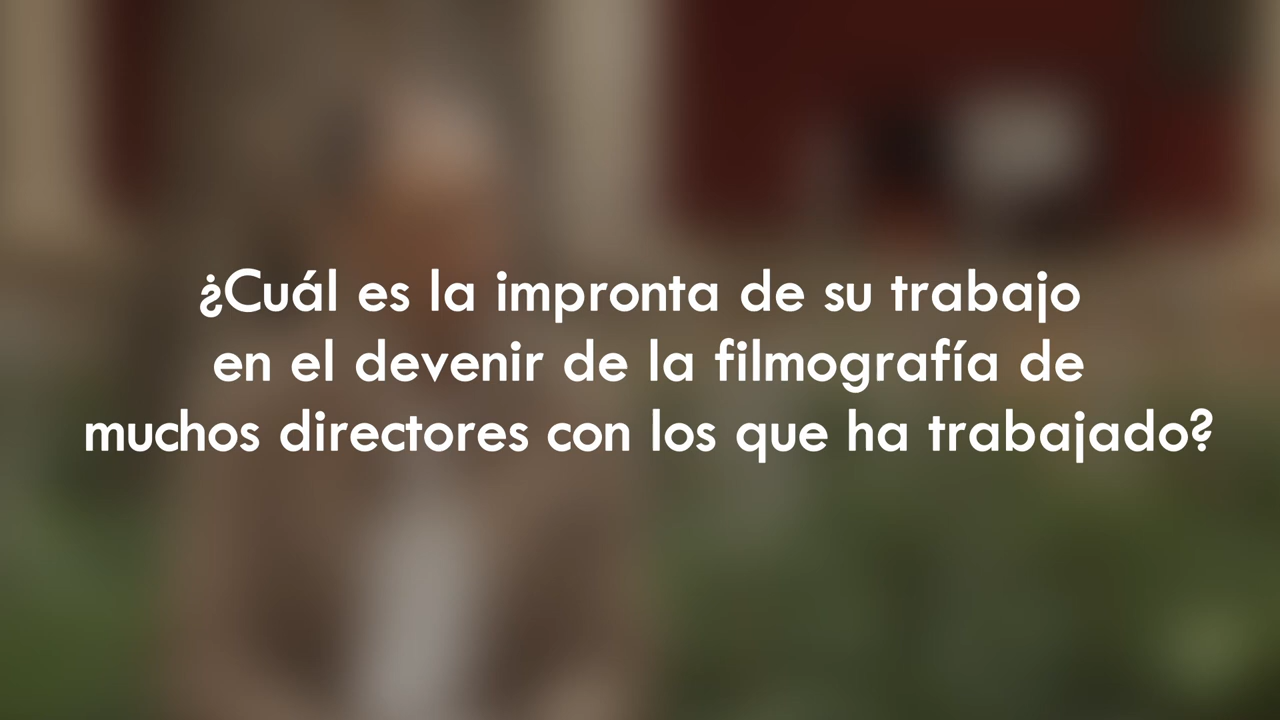 ¿Cuál es la impronta de su trabajo
en el devenir de la filmografía de
muchos directores con los que ha trabajado?